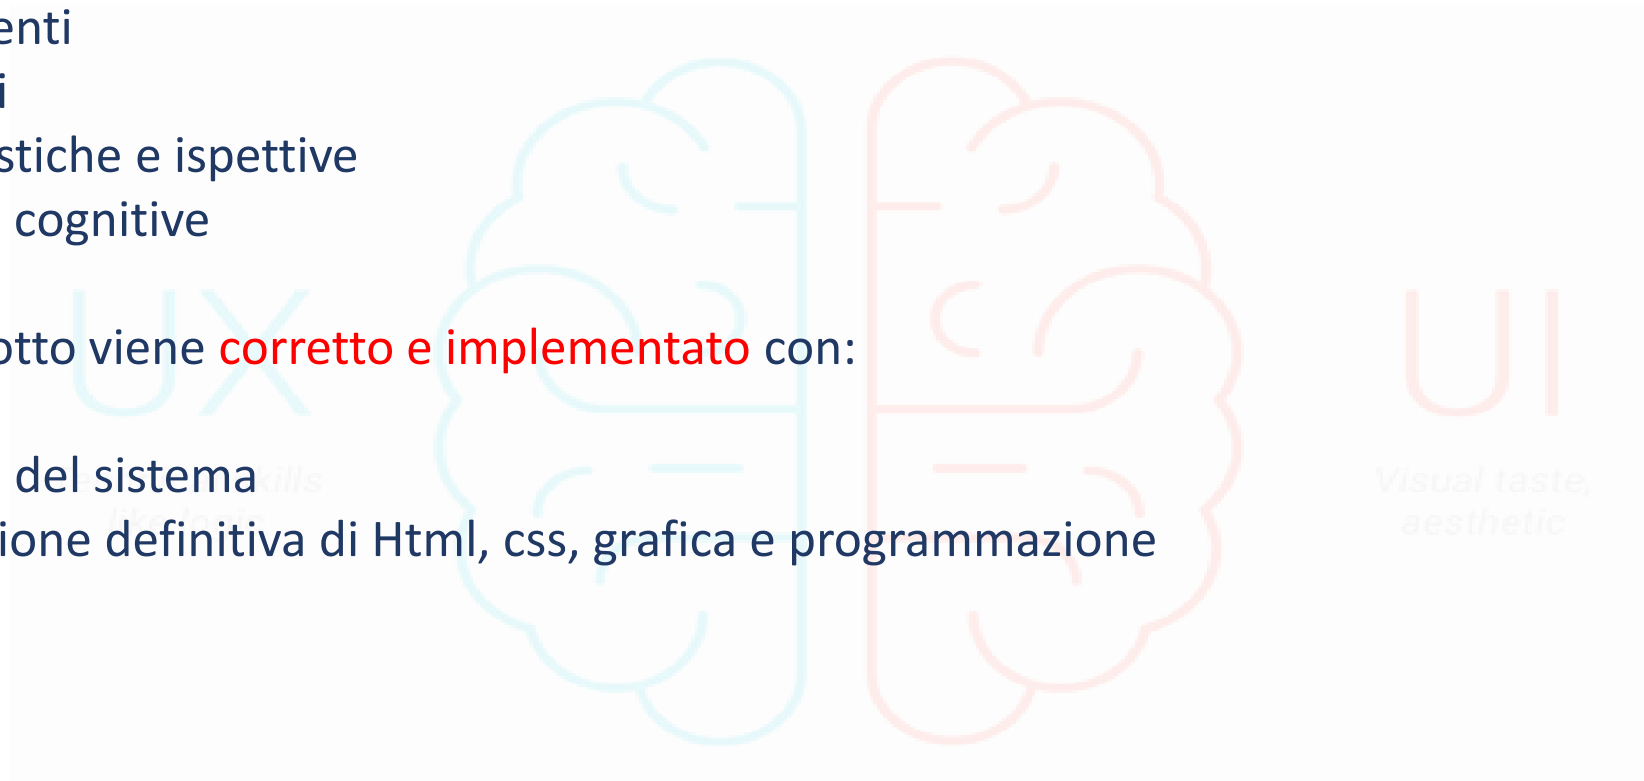 enti
i
stiche e ispettive
cognitive
UX
UI
otto viene corretto e implementato con:
del sistema
kills
Visual taste,
ione definitiva di Html, css, grafica e programmazione
aesthetic